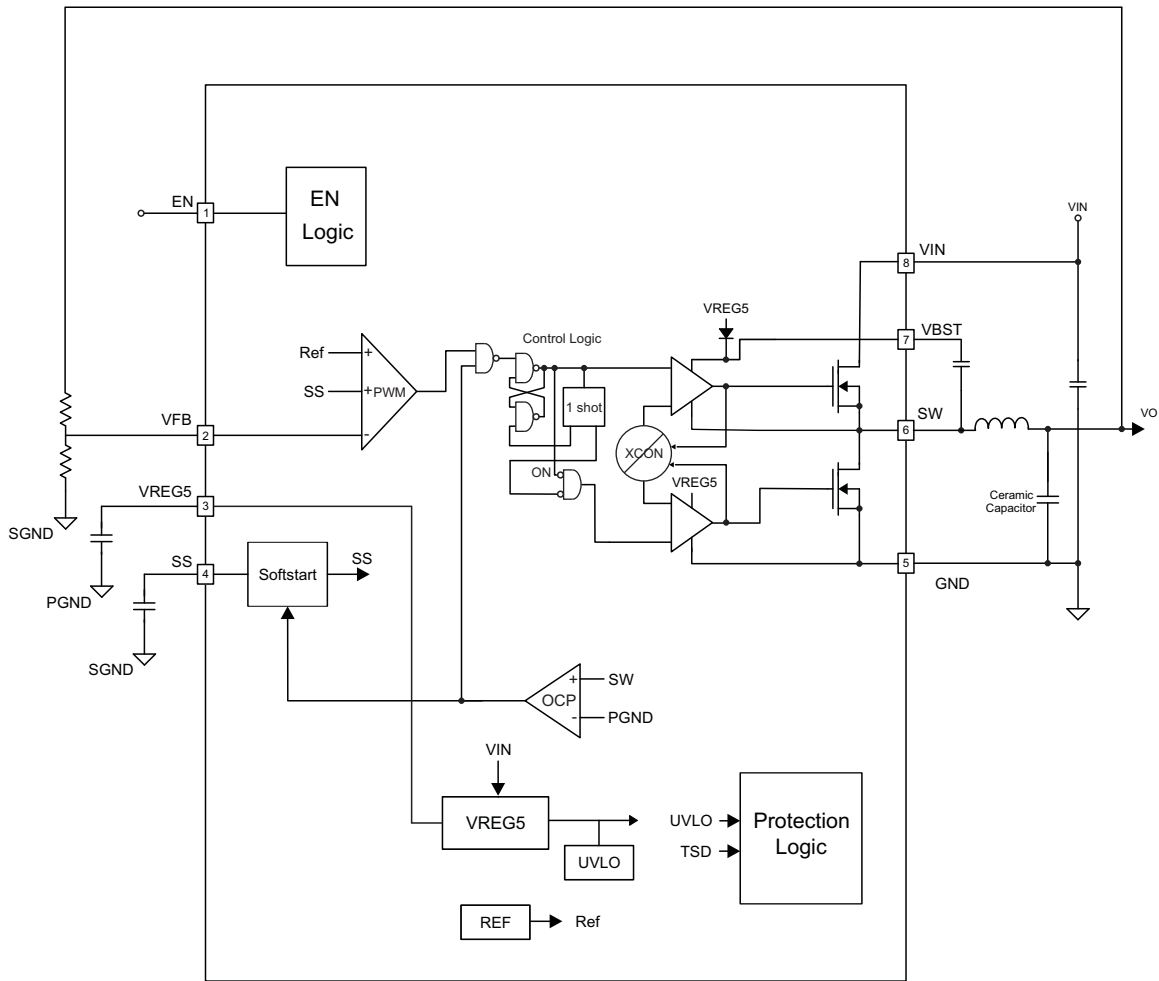 EN
1
EN
Logic
VIN
8
VIN
VREG5
7
VBST
Control Logic
Ref
+
SS
+
PWM
-
1 shot
VFB
2
SW
6
VO
XCON
ON
VREG5
Ceramic
Capacitor
VREG5
3
SGND
SS
4
Softstart
SS
5
GND
PGND
SGND
+
SW
OCP
-
PGND
VIN
VREG5
UVLO
UVLO
TSD
Protection
Logic
REF
Ref